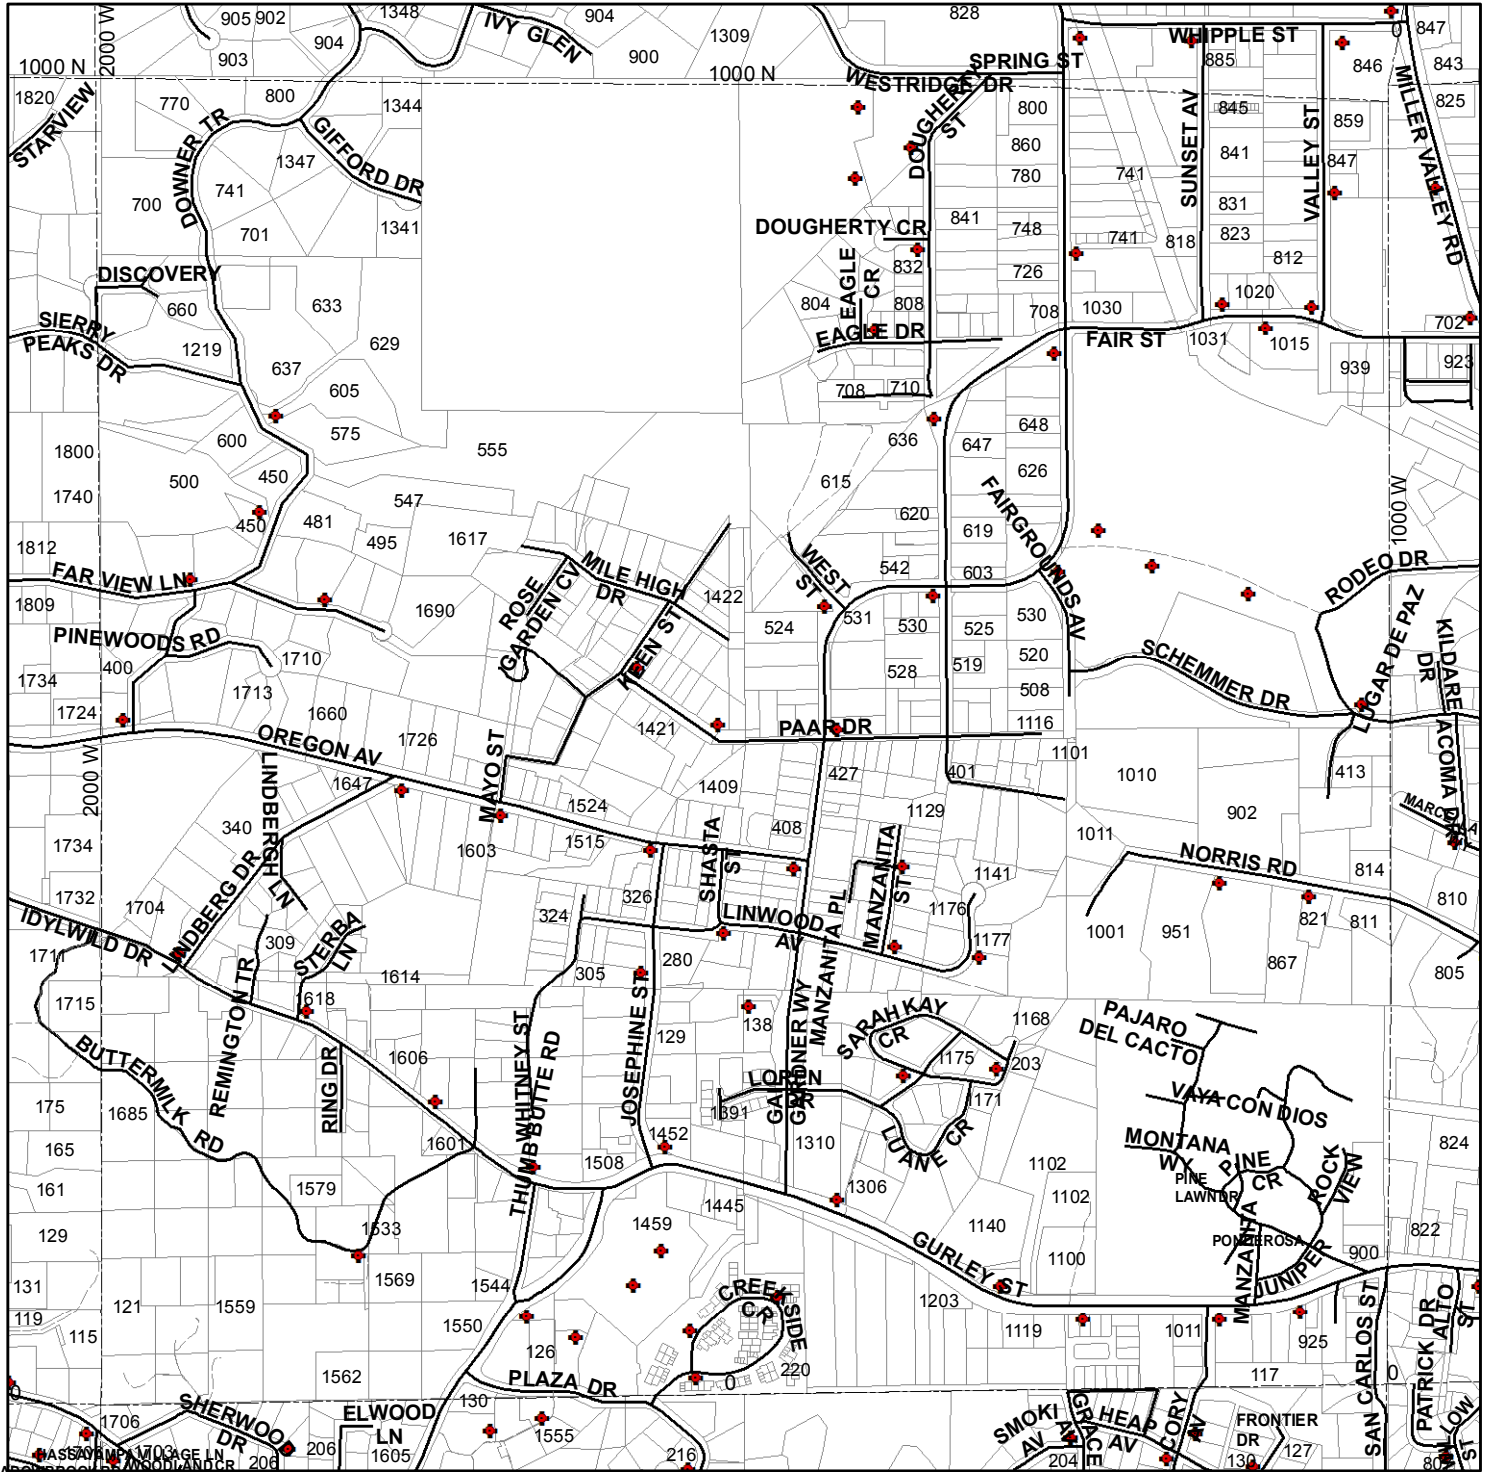 905
902
1348
IVY GLEN
904
828
904
903
900
1309
WHIPPLE ST
0
847
1000 N
2000 W
1000 N
SPRING ST
WESTRIDGE DR
885
846
843
1820
STARVIEW
770
800
1344
DOUGHERTY ST
800
845
825
DOWNER TR
GIFFORD DR
860
841
859
MILLER VALLEY RD
1347
741
780
741
SUNSET AV
VALLEY ST
847
700
701
1341
DOUGHERTY CR
841
748
741
818
831
823
812
DISCOVERY
EAGLE CR
832
726
660
633
804
808
708
1030
1020
702
SIERRY PEAKS DR
1219
629
EAGLE DR
FAIR ST
1031
1015
637
605
708
710
939
923
575
600
636
647
648
1800
500
450
555
615
626
1740
547
620
619
FAIRGROUNDS AV
1000 W
450
481
495
1617
1812
FAR VIEW LN
MILE HIGH DR
WEST ST
542
603
RODEO DR
1809
1690
ROSE GARDEN CV
1422
524
531
530
525
530
PINEWOODS RD
400
1710
KEEN ST
528
519
520
SCHEMMER DR
LUGAR DE PAZ
KILDARE DR
1734
1713
508
1724
1660
OREGON AV
1726
MAYO ST
1421
PAAR DR
1116
2000 W
LINDBERGH LN
1647
1409
427
401
1101
1010
413
ACOMA DR
1524
1129
902
340
408
1734
1603
1515
SHASTA ST
MANZANITA ST
1011
NORRIS RD
814
LINDBERG DR
1141
1732
1704
326
MANZANITA PL
1176
810
IDYLWILD DR
324
LINWOOD AV
821
811
309
STERBA LN
1177
1001
951
1711
REMINGTON TR
1614
305
280
867
805
1715
1618
JOSEPHINE ST
138
GARDNER WY
SARAH KAY CR
1168
PAJARO DEL CACTO
BUTTERMILK RD
RING DR
1606
WHITNEY ST
THUMB BUTTE RD
129
1175
203
175
1685
LOREN DR
1171
VAYA CON DIOS
1391
165
1601
1452
1310
LUANE CR
MONTANA WY
824
1508
1102
PINE CR
ROCK VIEW
161
1579
1306
1102
PINE LAWN DR
1445
129
1533
1459
1140
GURLEY ST
MANZANITA
PONDEROSA
822
1569
1100
JUNIPER
900
131
121
1559
1544
CREEKSIDE CR
1203
119
115
1550
126
1119
1011
925
SAN CARLOS ST
PATRICK DR
ALTO ST
1562
PLAZA DR
0
220
117
0
130
1706
SHERWOOD DR
ELWOOD LN
1555
SMOKI AV
GRACE
HEAP AV
CORY
FRONTIER DR
206
1605
206
1703
HASSAYAMPA VILLAGE LN
WOODLAND CR
216
204
127
130